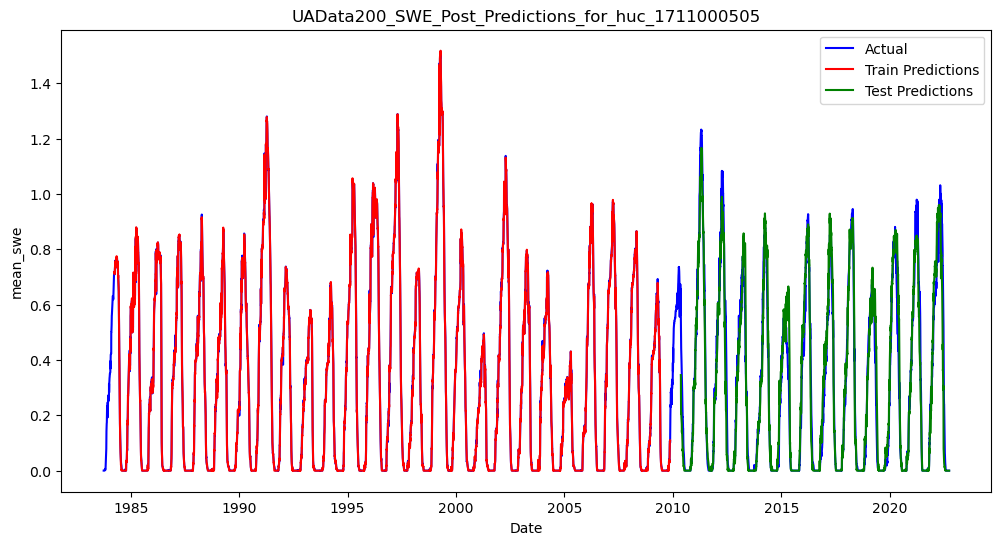 UAData200_SWE_Post_Predictions_for_huc_1711000505
Actual
Train Predictions
Test Predictions
mean_swe
1.4
1.2
1.0
0.8
0.6
0.4
0.2
0.0
1985 1990 1995 2000 2005 2010 2015 2020
Date